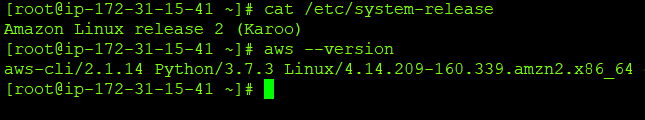 [root@ip-172-31-15-41 ~]# cat /etc/system-release
Amazon Linux release 2 (Karoo)
[root@ip-172-31-15-41 ~]# aws --version
aws-cli/2.1.14 Python/3.7.3 Linux/4.14.209-160.339.amzn2.x86_64
[root@ip-172-31-15-41 ~]#